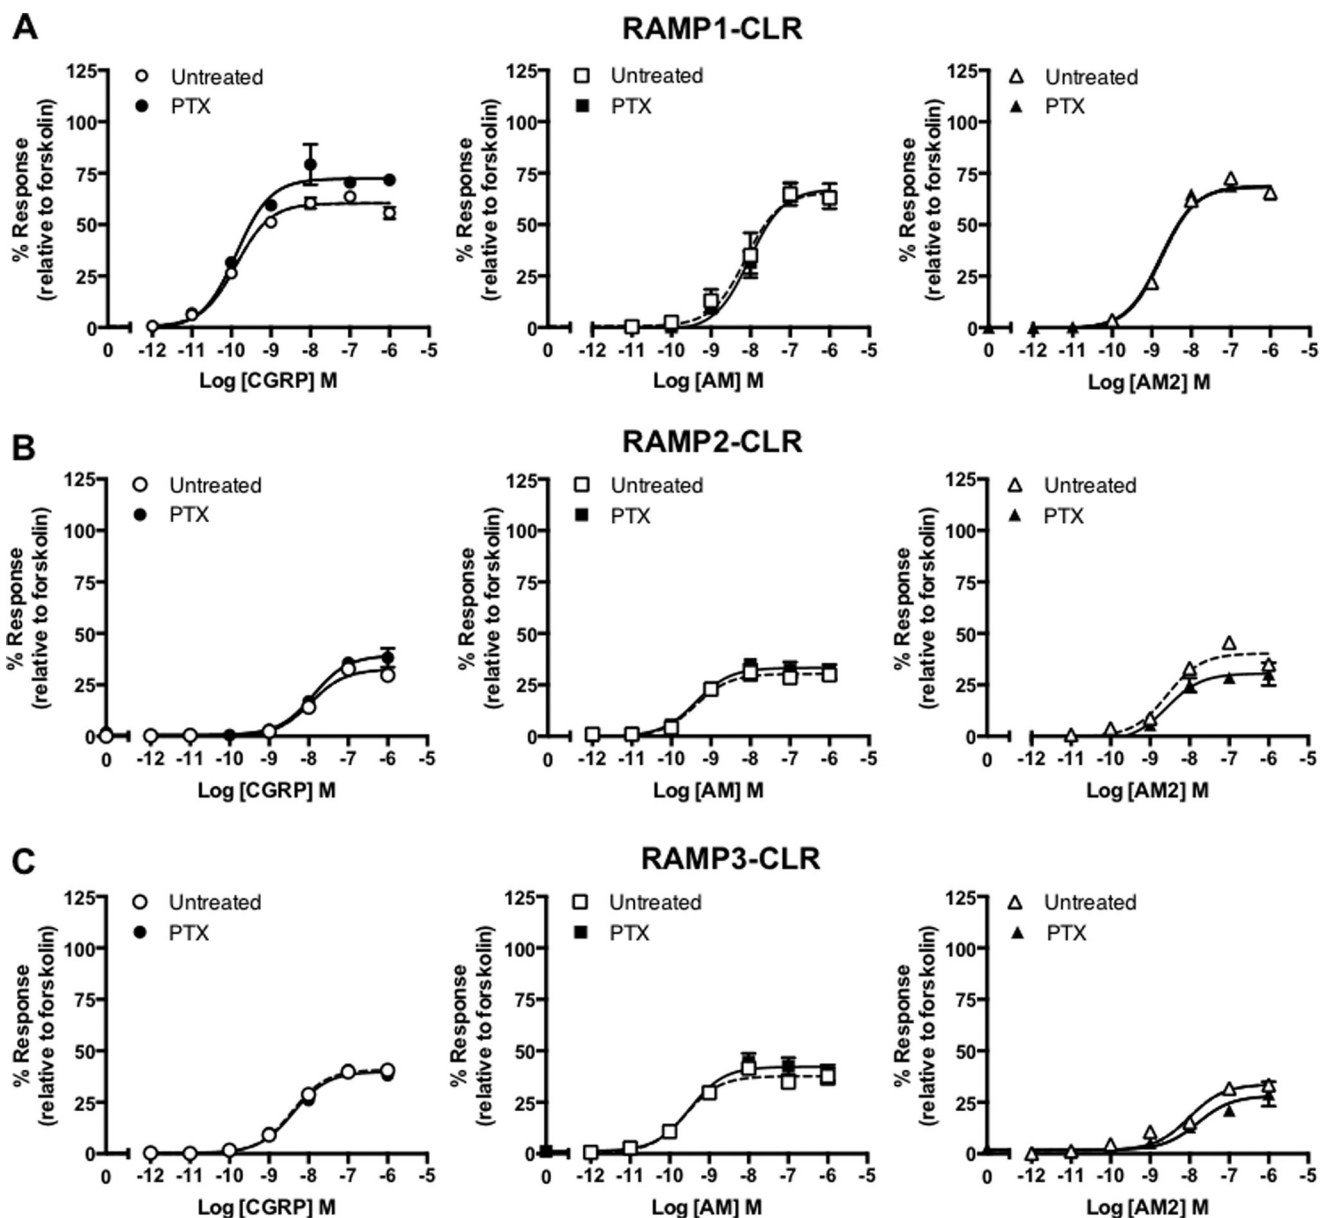 A
RAMP1-CLR
Untreated
PTX
125
100
75
50
25
0
% Response
(relative to forskolin)
0 -12 -11 -10 -9 -8 -7 -6 -5
Log [CGRP] M
Untreated
PTX
125
100
75
50
25
0
% Response
(relative to forskolin)
0 -12 -11 -10 -9 -8 -7 -6 -5
Log [AM] M
Untreated
PTX
125
100
75
50
25
0
% Response
(relative to forskolin)
0 -12 -11 -10 -9 -8 -7 -6 -5
Log [AM2] M
B
RAMP2-CLR
Untreated
PTX
125
100
75
50
25
0
% Response
(relative to forskolin)
0 -12 -11 -10 -9 -8 -7 -6 -5
Log [CGRP] M
Untreated
PTX
125
100
75
50
25
0
% Response
(relative to forskolin)
0 -12 -11 -10 -9 -8 -7 -6 -5
Log [AM] M
Untreated
PTX
125
100
75
50
25
0
% Response
(relative to forskolin)
0 -12 -11 -10 -9 -8 -7 -6 -5
Log [AM2] M
C
RAMP3-CLR
Untreated
PTX
125
100
75
50
25
0
% Response
(relative to forskolin)
0 -12 -11 -10 -9 -8 -7 -6 -5
Log [CGRP] M
Untreated
PTX
125
100
75
50
25
0
% Response
(relative to forskolin)
0 -12 -11 -10 -9 -8 -7 -6 -5
Log [AM] M
Untreated
PTX
125
100
75
50
25
0
% Response
(relative to forskolin)
0 -12 -11 -10 -9 -8 -7 -6 -5
Log [AM2] M